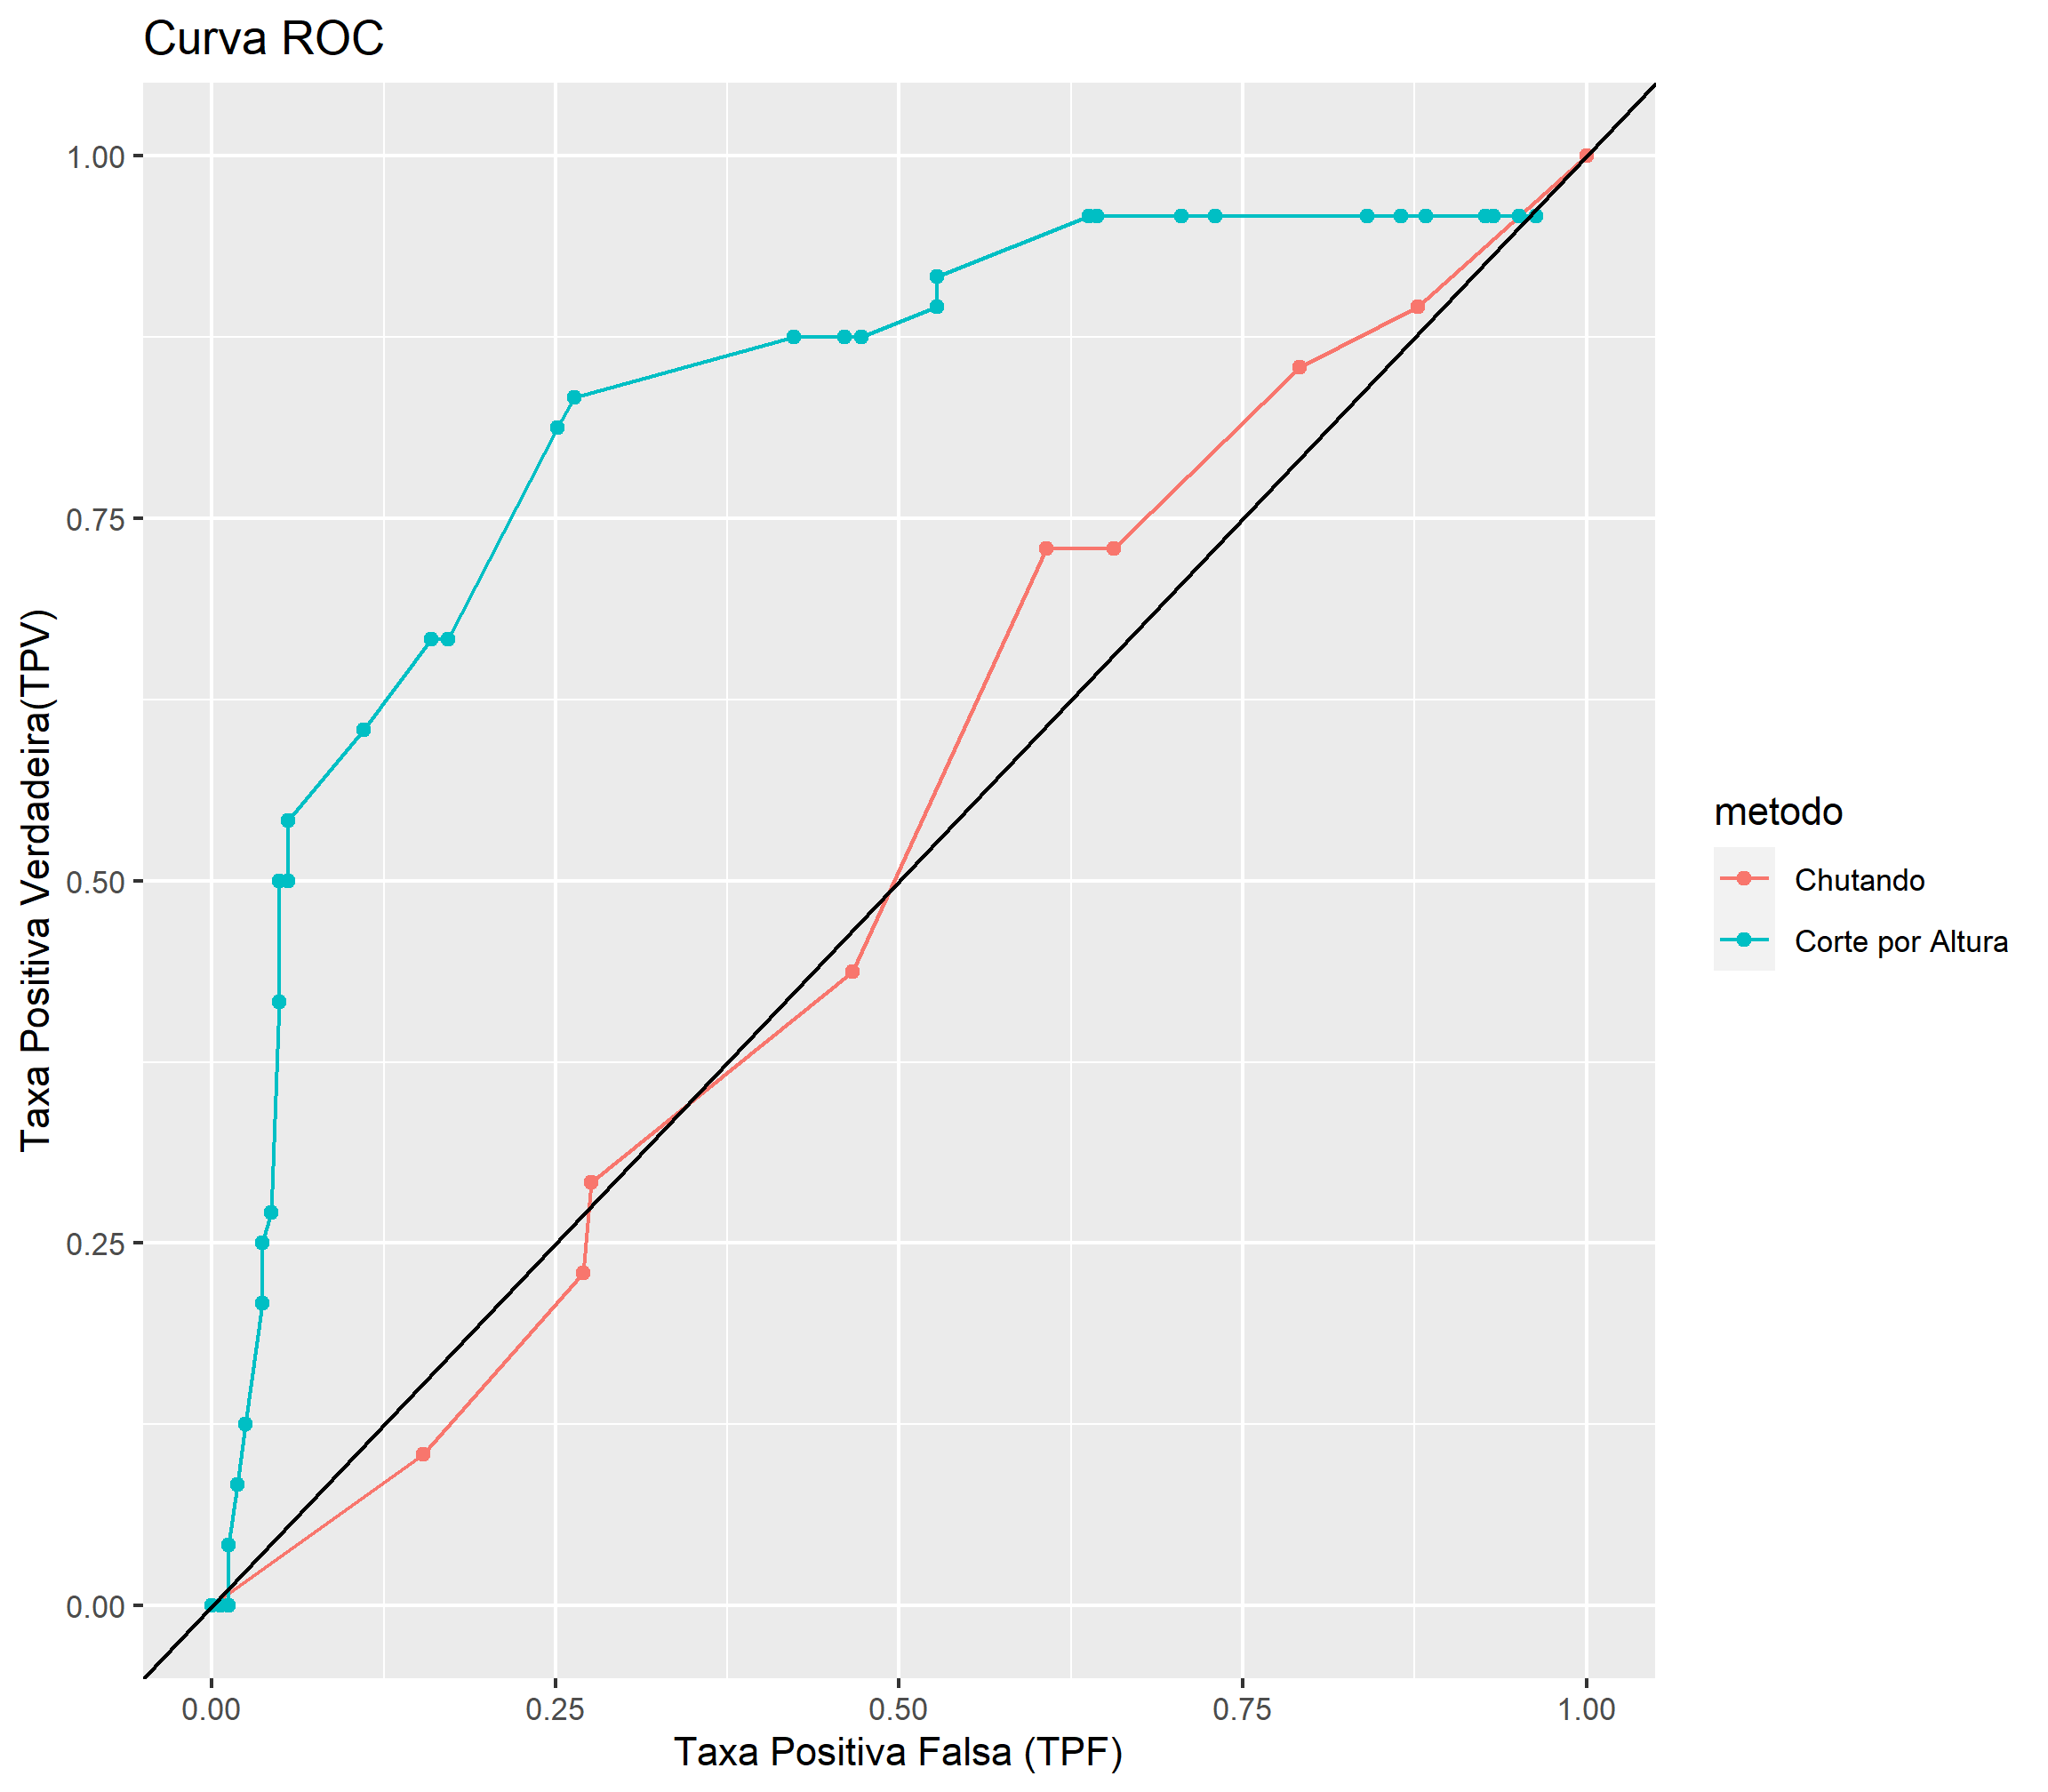 Curva ROC
1.00
0.75
0.50
0.25
0.00
Taxa Positiva Verdadeira(TPV)
0.00 0.25 0.50 0.75 1.00
Taxa Positiva Falsa (TPF)
metodo
Chutando
Corte por Altura